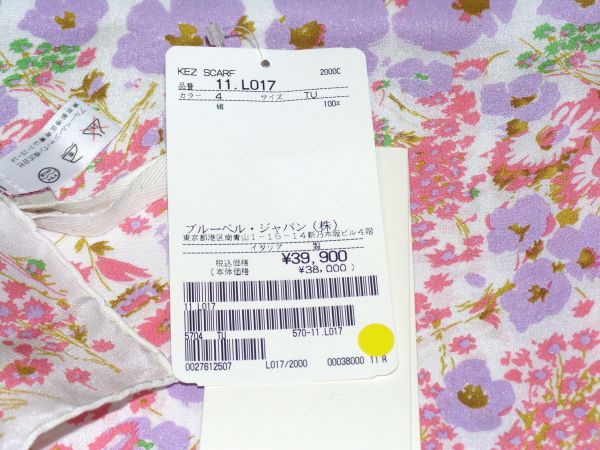 KEZ SCARF 2000C
品番 11.L017
カラー 4 サイズ TU
絹 100%
ブルーベル・ジャパン(株)
東京都港区南青山1-15-14新乃木坂ビル4階
イタリア 製
税込価格 ¥39,900
(本体価格 ¥38,000)
11.L017
5704 TU 570-11.L017
0027612507 L017/2000 00038000 11 R